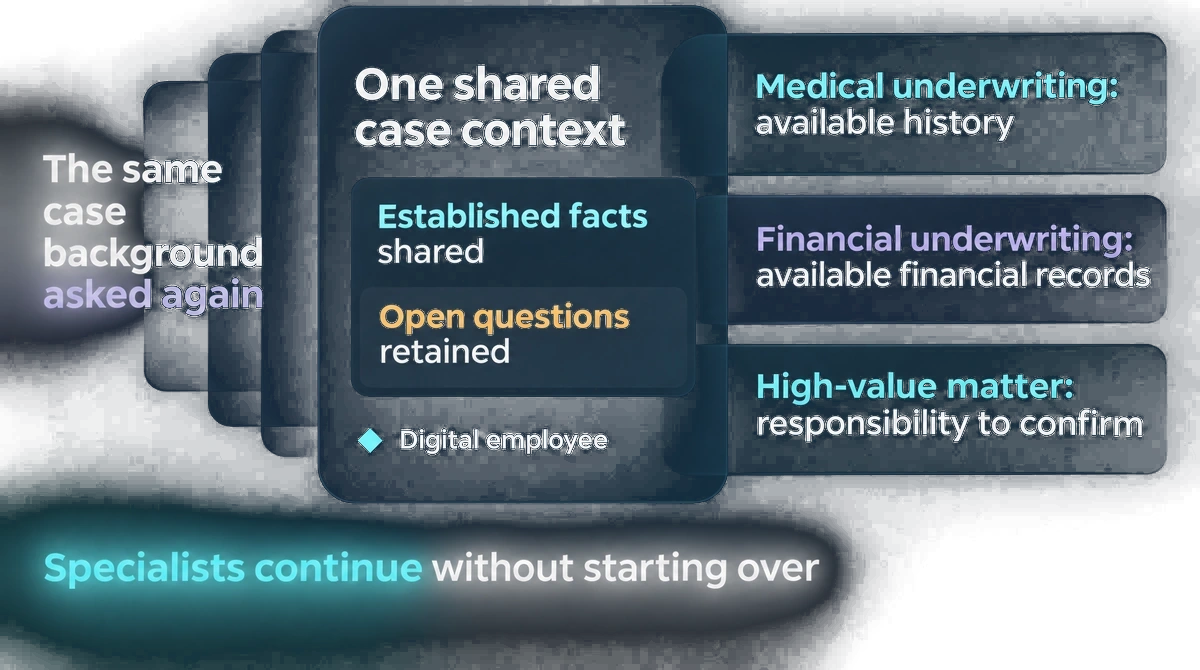 The same
case
background
asked again
One shared
case context
Established facts
shared
Open questions
retained
Digital employee
Medical underwriting:
available history
Financial underwriting:
available financial records
High-value matter:
responsibility to confirm
Specialists continue without starting over